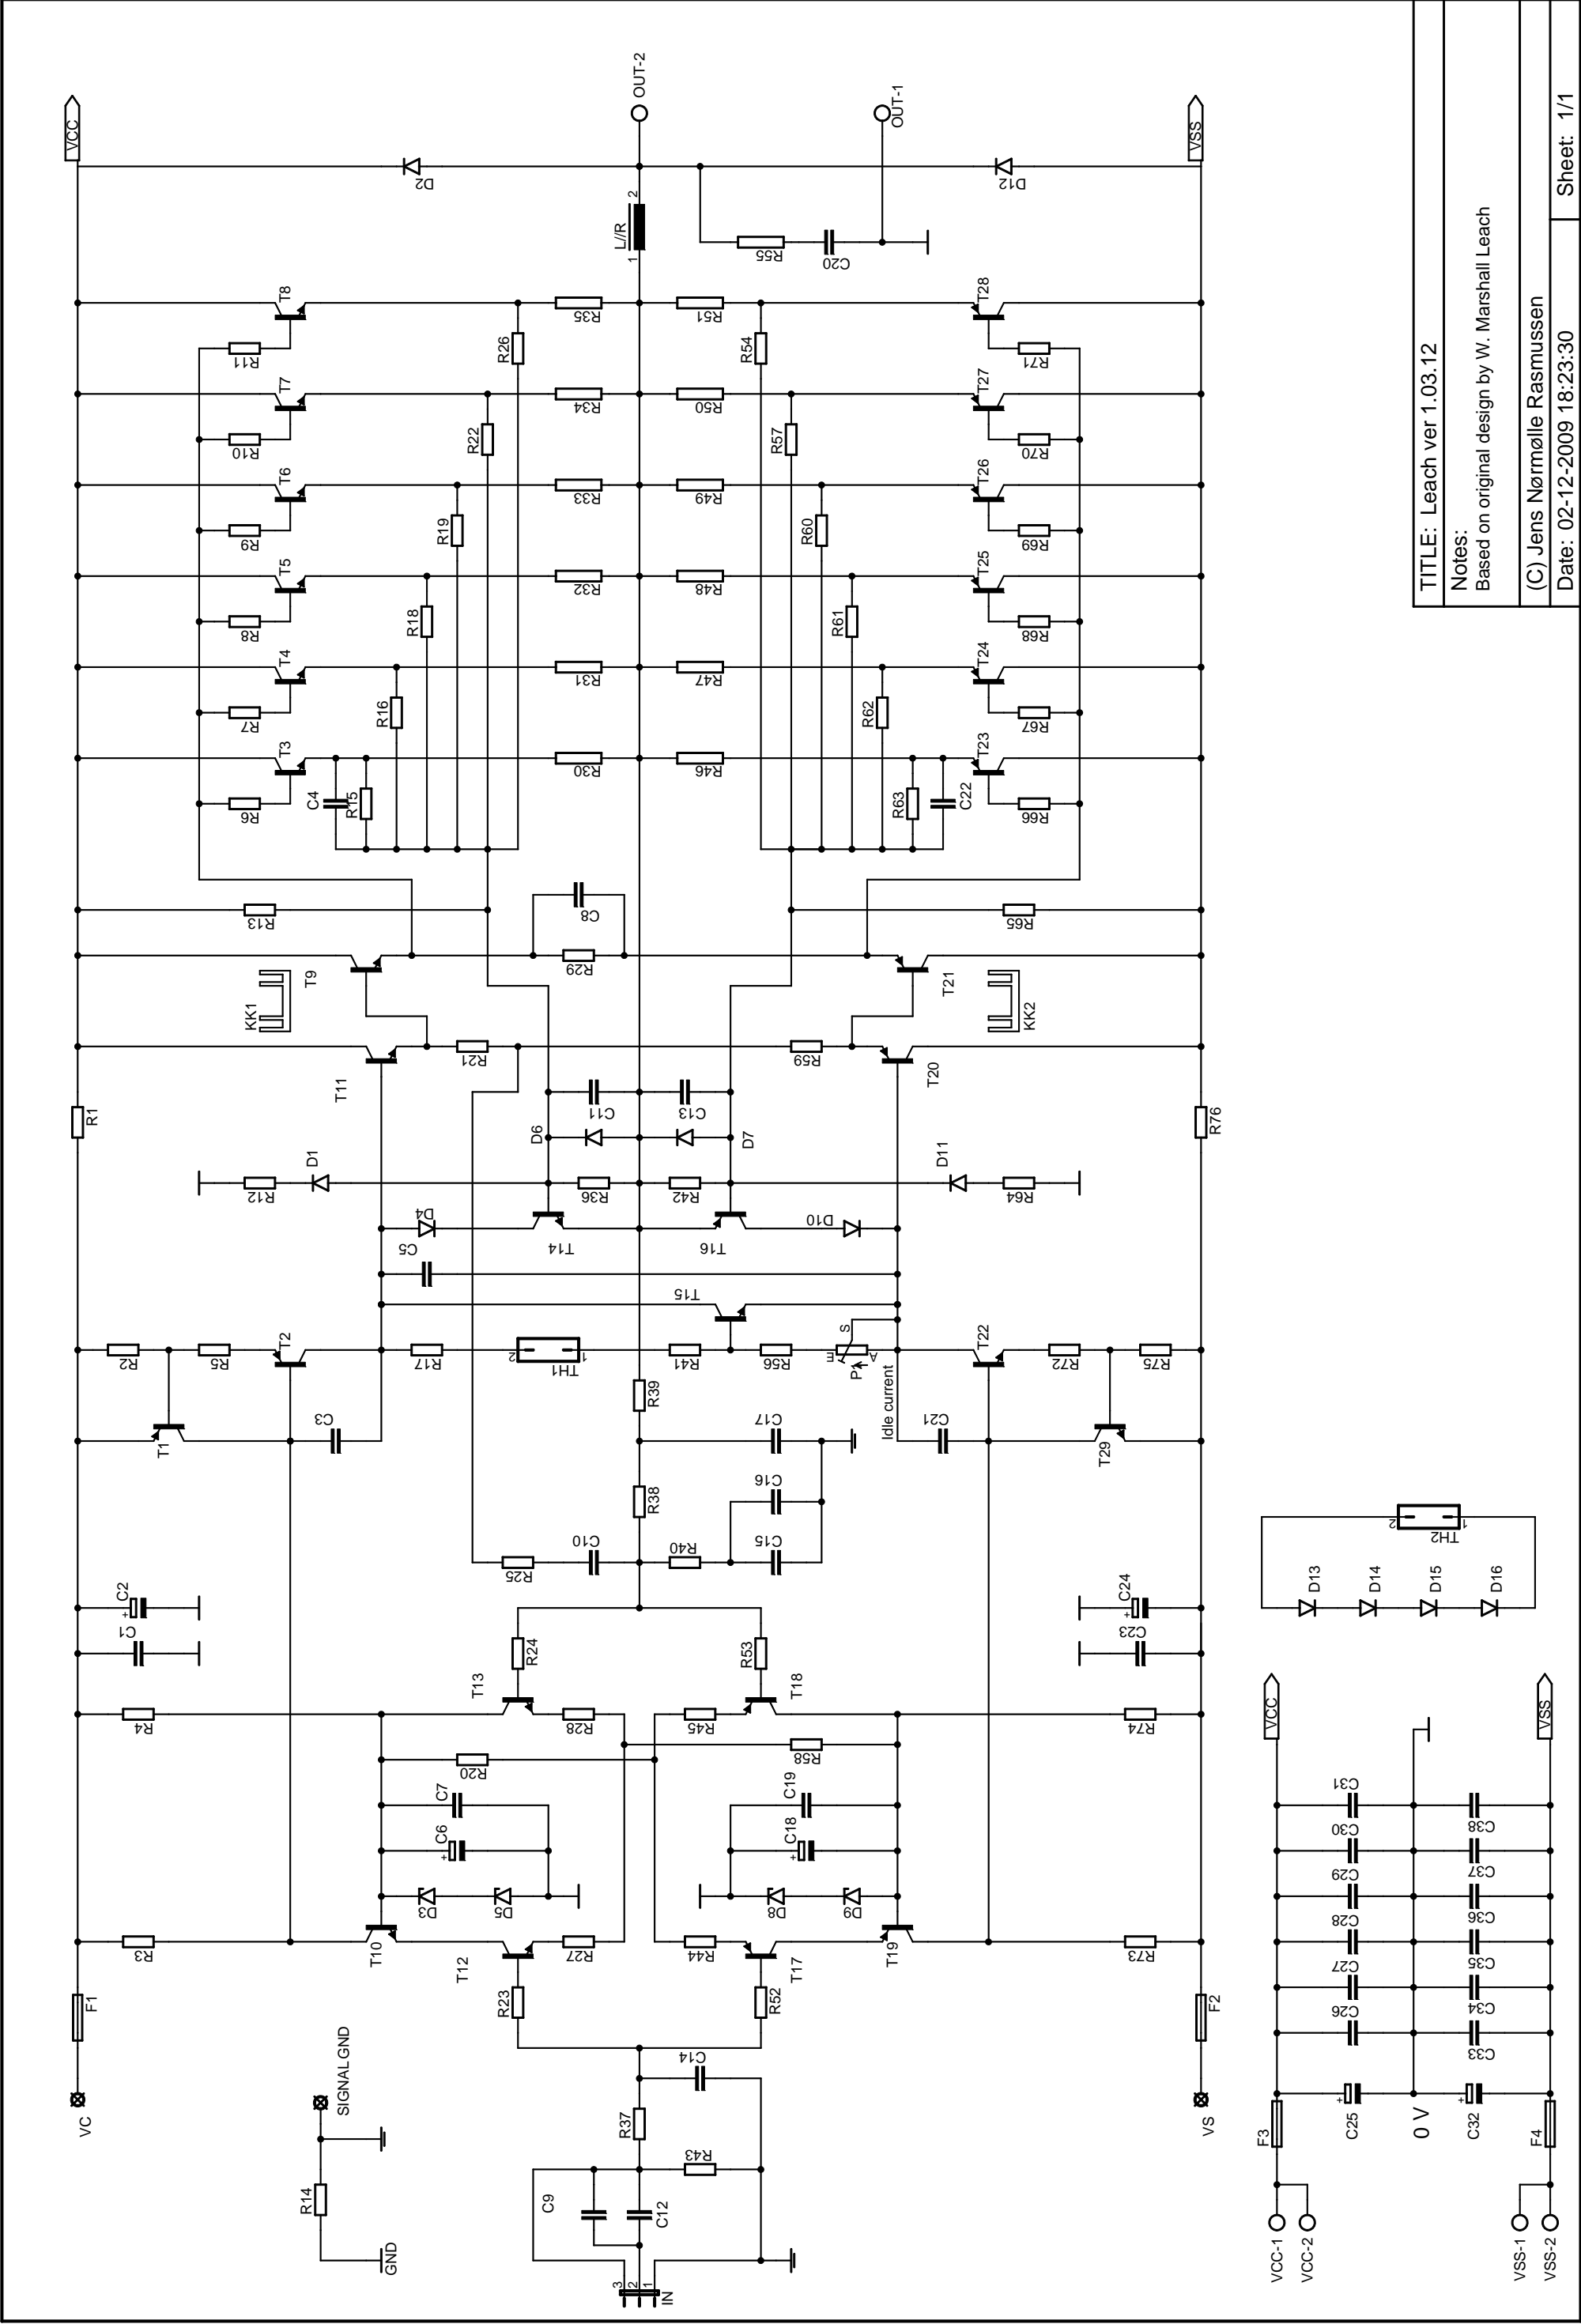 VCC
OUT-2
OUT-1
VSS
D2
D12
L//R
1
2
R55
C20
T8
T7
T6
T5
T4
T3
R11
R10
R9
R8
R7
R6
R26
R22
R19
R18
R16
C4
R15
R35
R34
R33
R32
R31
R30
R51
R50
R49
R48
R47
R46
R54
R57
R60
R61
R62
R63
C22
T28
T27
T26
T25
T24
T23
R71
R70
R69
R68
R67
R66
R13
C8
R65
T9
KK1
R29
T21
KK2
T11
R21
R59
T20
R1
D6
C11
C13
D7
R76
D1
R12
R36
R42
D11
R64
D4
C5
T14
T16
D10
T15
R2
R5
T2
R17
2
1
TH1
R41
R56
S
E
A
P1
Idle current
T22
R72
R75
T1
C3
R39
C17
C21
T29
R38
C16
R25
C10
R40
C15
C2
+
C1
R24
R53
C24
+
C23
T13
T18
R4
R28
R45
R74
R20
R58
C7
C6
+
C19
C18
+
D3
D5
D8
D9
R3
T10
T12
R27
R44
T17
T19
R73
R23
R52
F1
F2
VC
SIGNAL GND
R14
GND
C14
R37
R43
C9
C12
3
2
1
IN
VS
D13
D14
D15
D16
2
1
TH2
VCC
VSS
C31
C30
C29
C28
C27
C26
C38
C37
C36
C35
C34
C33
+
C25
0 V
+
C32
F3
F4
VCC-1
VCC-2
VSS-1
VSS-2
TITLE: Leach ver 1.03.12
Notes:
Based on original design by W. Marshall Leach
(C) Jens Nørmølle Rasmussen
Date: 02-12-2009 18:23:30
Sheet: 1/1